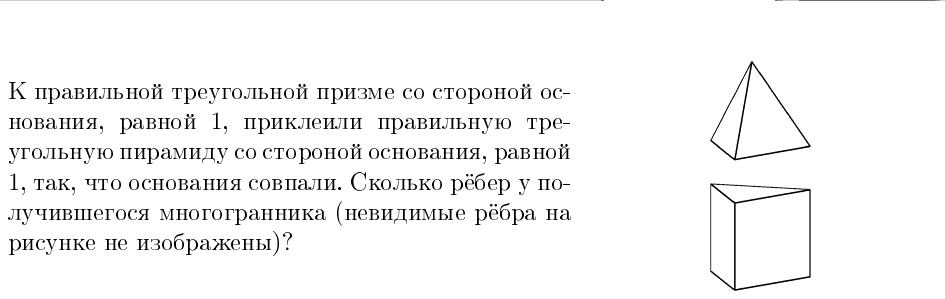 К правильной треугольной призме со стороной ос-
нования, равной 1, приклеили правильную тре-
угольную пирамиду со стороной основания, равной
1, так, что основания совпали. Сколько рёбер у по-
лучившегося многогранника (невидимые рёбра на
рисунке не изображены)?